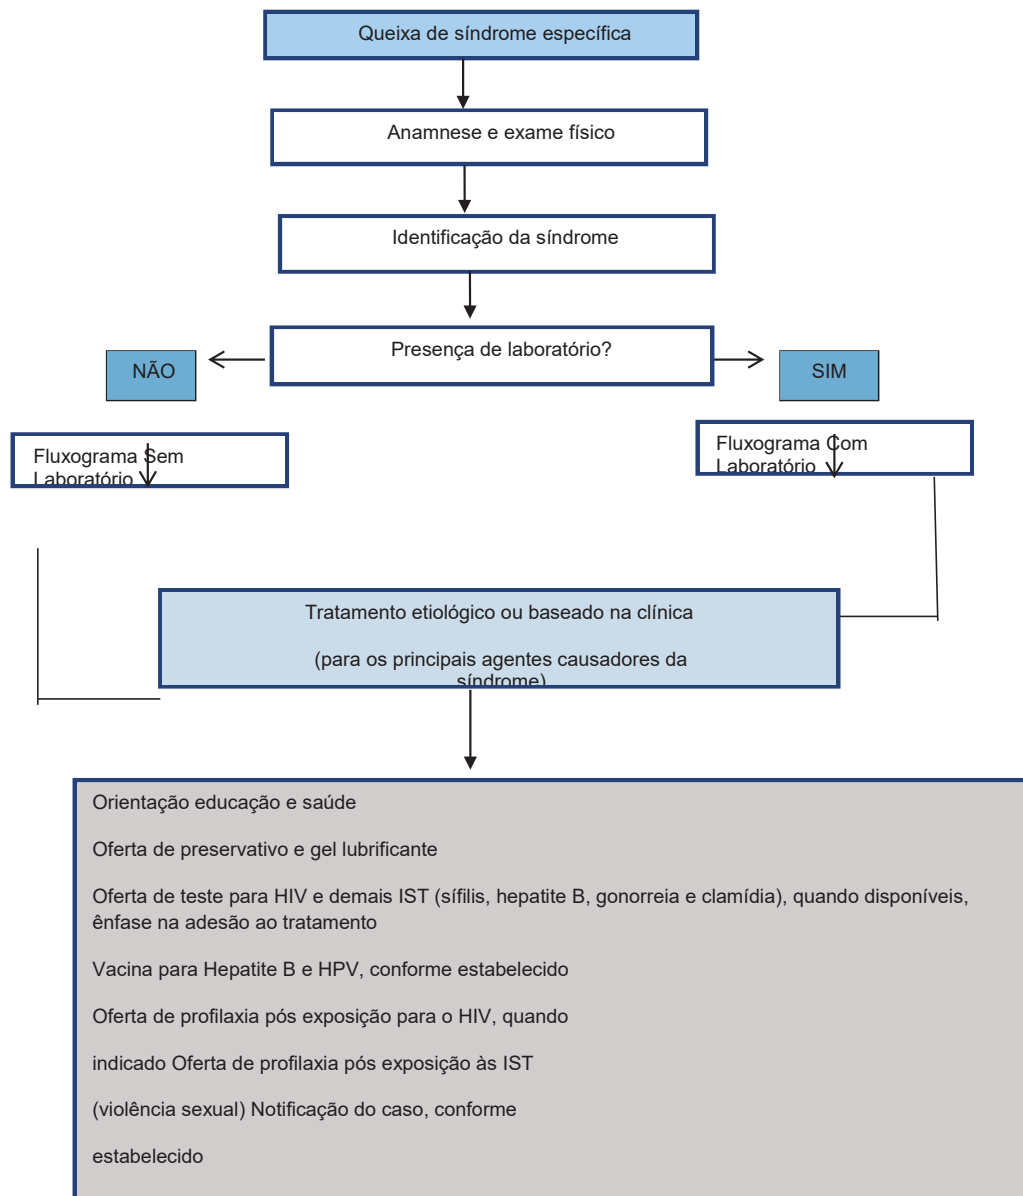 Queixa de síndrome específica
Anamnese e exame físico
Identificação da síndrome
Presença de laboratório?
NÃO
SIM
Fluxograma Sem
Laboratório
Fluxograma Com
Laboratório
Tratamento etiológico ou baseado na clínica
(para os principais agentes causadores da
síndrome)
Orientação educação e saúde
Oferta de preservativo e gel lubrificante
Oferta de teste para HIV e demais IST (sífilis, hepatite B, gonorreia e clamídia), quando disponíveis,
ênfase na adesão ao tratamento
Vacina para Hepatite B e HPV, conforme estabelecido
Oferta de profilaxia pós exposição para o HIV, quando
indicado Oferta de profilaxia pós exposição às IST
(violência sexual) Notificação do caso, conforme
estabelecido